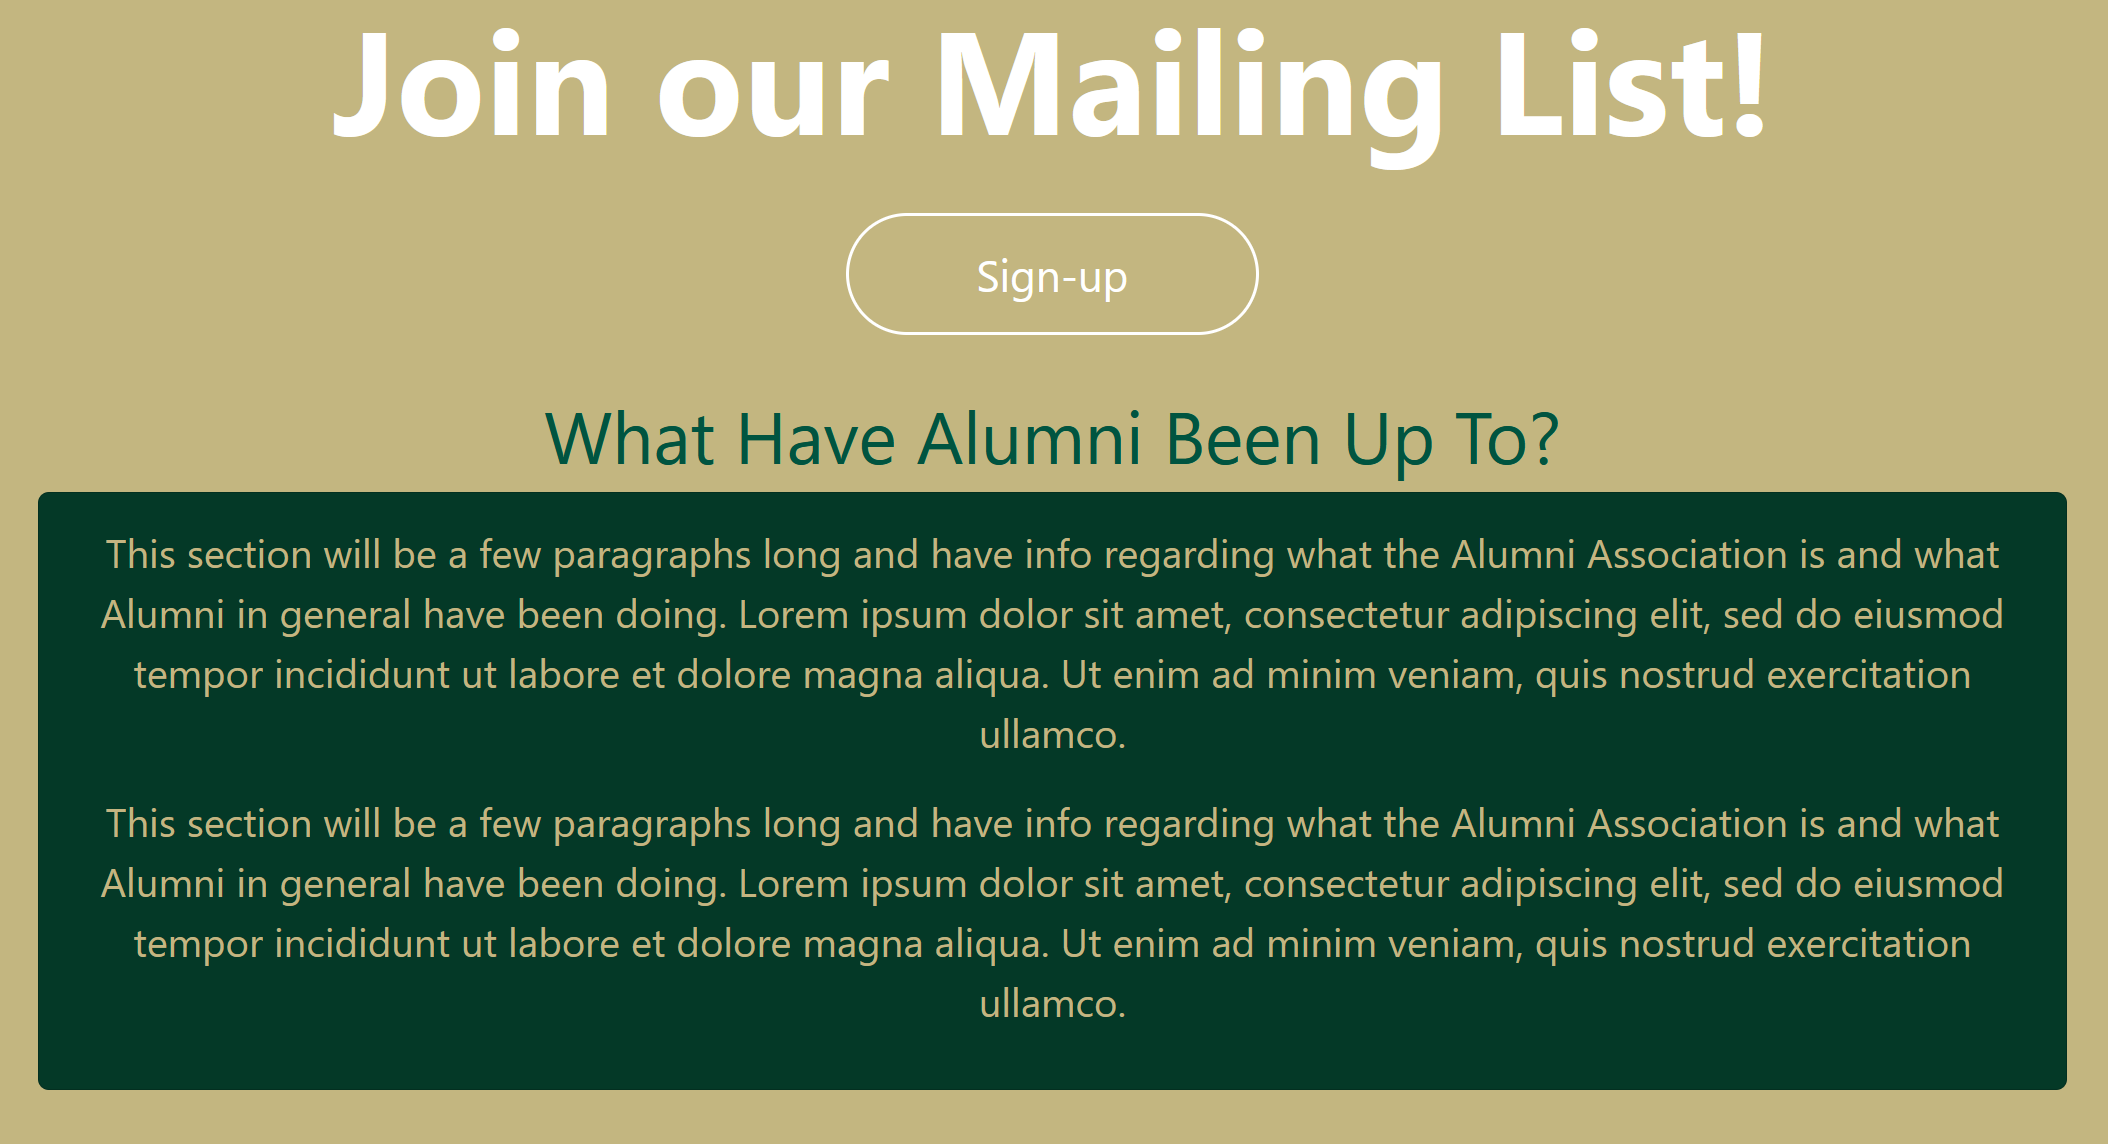 Join our Mailing List!
Sign-up
What Have Alumni Been Up To?
This section will be a few paragraphs long and have info regarding what the Alumni Association is and what
Alumni in general have been doing. Lorem ipsum dolor sit amet, consectetur adipiscing elit, sed do eiusmod
tempor incididunt ut labore et dolore magna aliqua. Ut enim ad minim veniam, quis nostrud exercitation
ullamco.
This section will be a few paragraphs long and have info regarding what the Alumni Association is and what
Alumni in general have been doing. Lorem ipsum dolor sit amet, consectetur adipiscing elit, sed do eiusmod
tempor incididunt ut labore et dolore magna aliqua. Ut enim ad minim veniam, quis nostrud exercitation
ullamco.